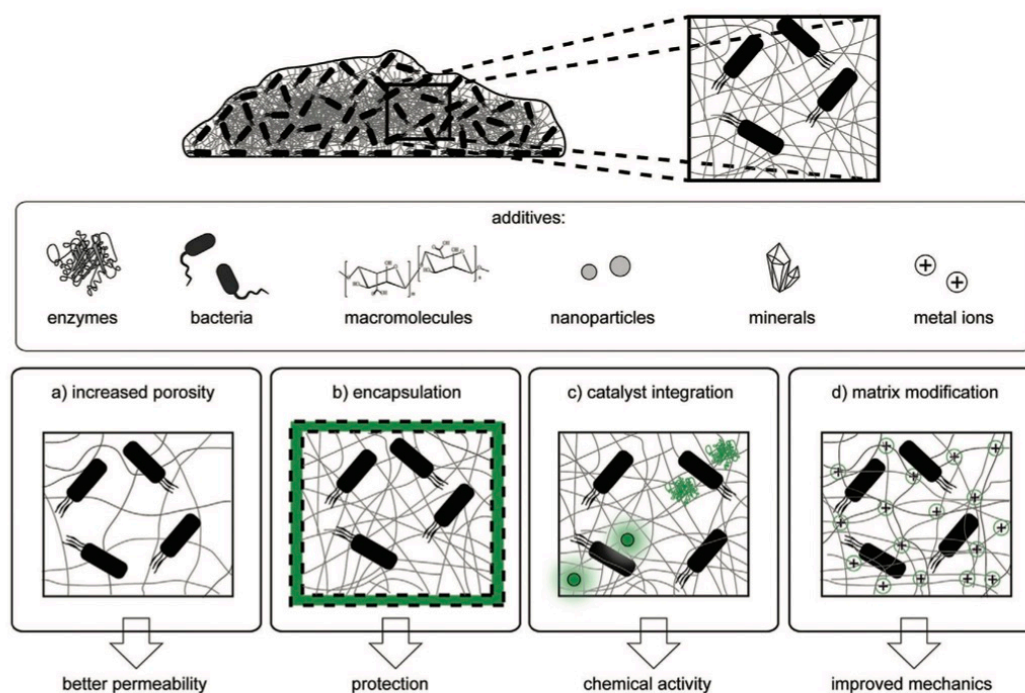 additives:
enzymes
bacteria
macromolecules
nanoparticles
minerals
metal ions
a) increased porosity
b) encapsulation
c) catalyst integration
d) matrix modification
better permeability
protection
chemical activity
improved mechanics